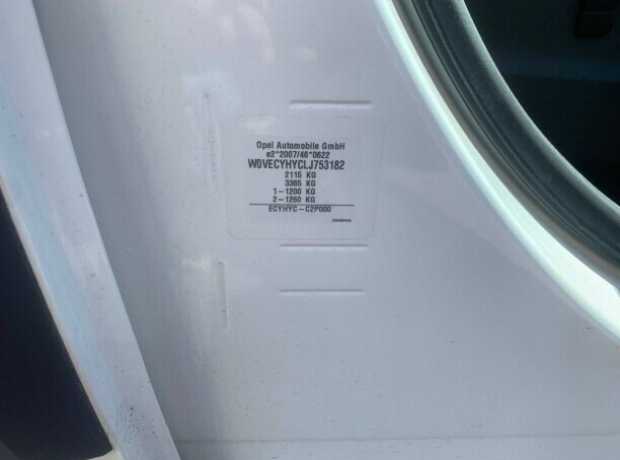 Opel Automobile GmbH
e2*2007/46*0622
W0VECYHYCLJ753182
2115 KG
3365 KG
1-1200 KG
2-1260 KG
ECYHYC-C2P000